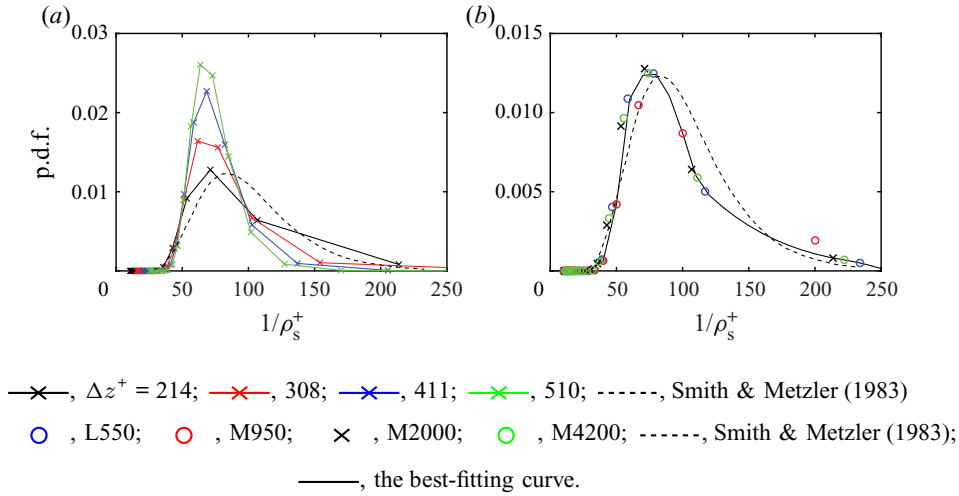 (a)
(b)
0.03
0.02
0.01
0
50
100
150
200
250
p.d.f.
1/ρₛ⁺
0.015
0.010
0.005
0
10
50
100
150
200
250
1/ρₛ⁺
, Δz⁺ = 214; , 308; , 411; , 510; , Smith & Metzler (1983)
, L550; , M950; , M2000; , M4200; , Smith & Metzler (1983);
, the best-fitting curve.